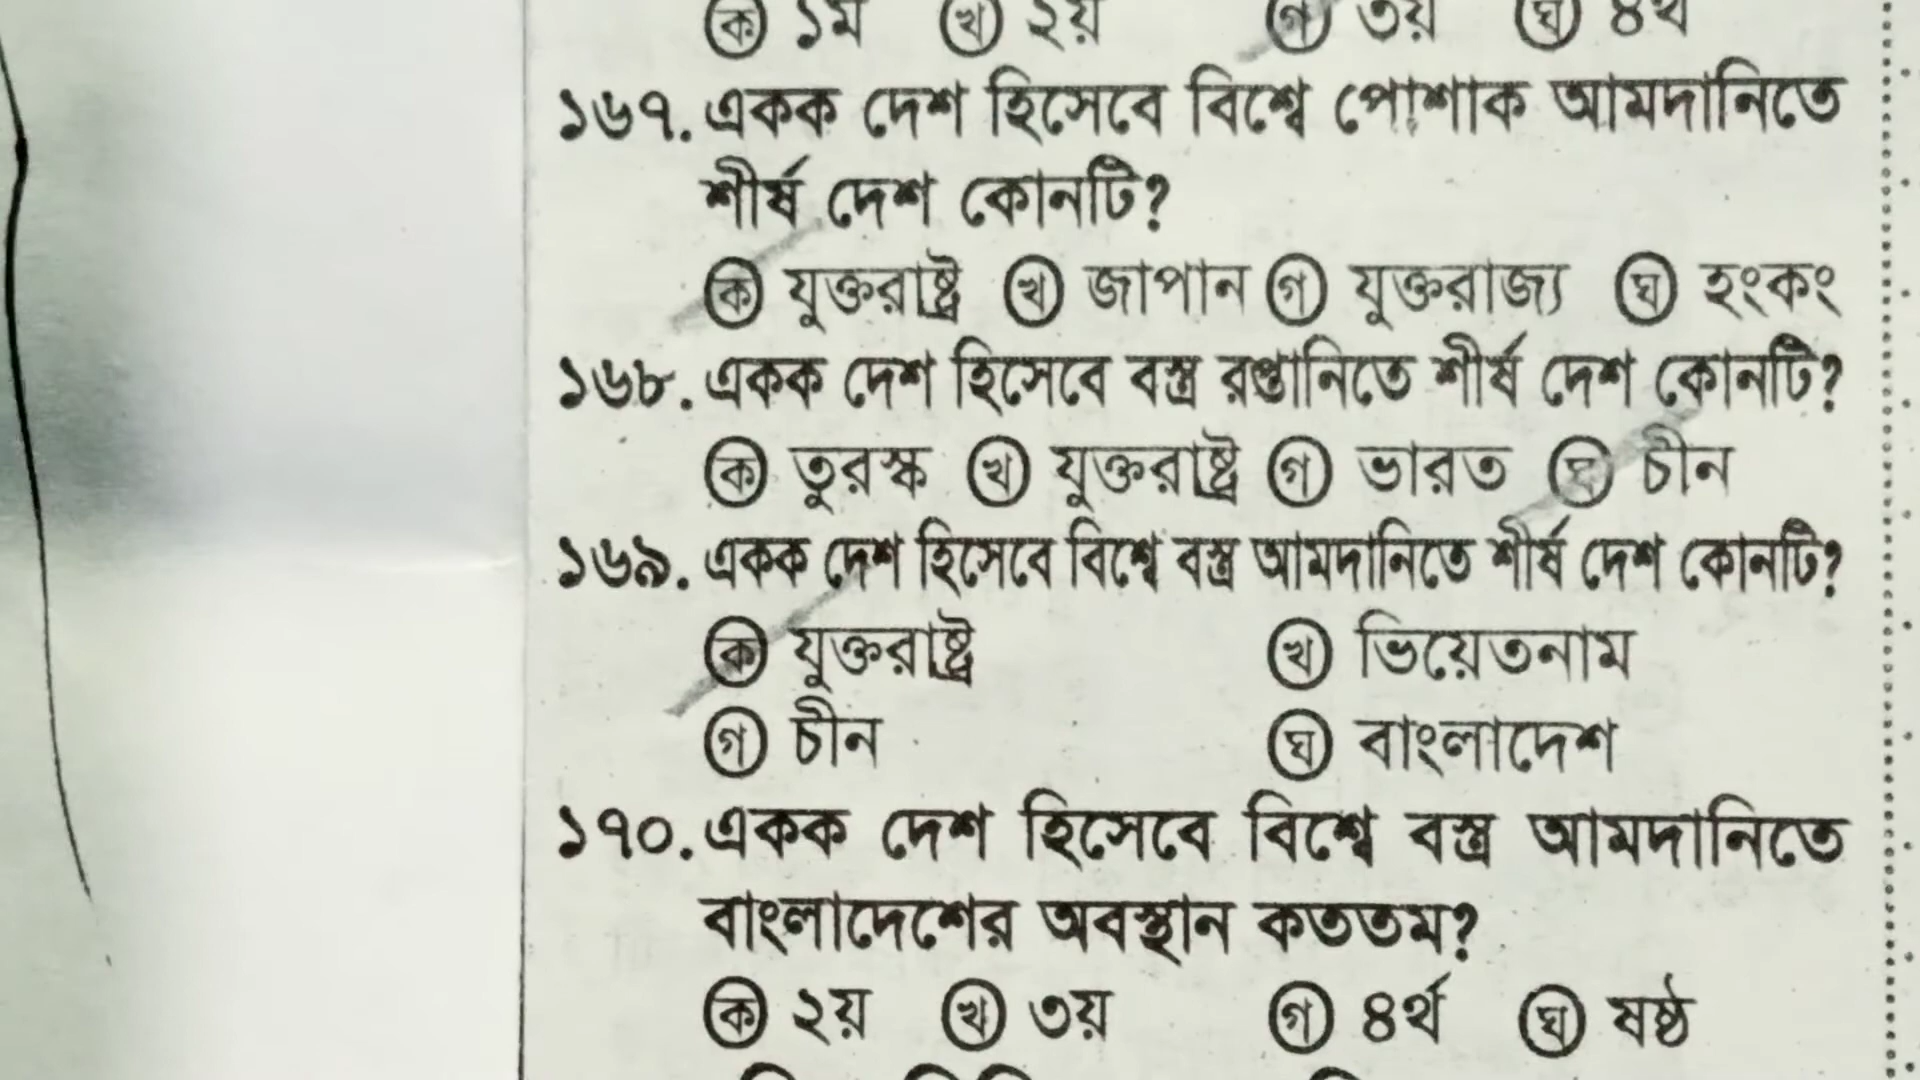 ক ১ম খ ২য় গ ৩য় ঘ ৪র্থ
১৬৭. একক দেশ হিসেবে বিশ্বে পোশাক আমদানিতে
শীর্ষ দেশ কোনটি?
ক যুক্তরাষ্ট্র খ জাপান গ যুক্তরাজ্য ঘ হংকং
১৬৮. একক দেশ হিসেবে বস্ত্র রপ্তানিতে শীর্ষ দেশ কোনটি?
ক তুরস্ক খ যুক্তরাষ্ট্র গ ভারত ঘ চীন
১৬৯. একক দেশ হিসেবে বিশ্বে বস্ত্র আমদানিতে শীর্ষ দেশ কোনটি?
ক যুক্তরাষ্ট্র খ ভিয়েতনাম
গ চীন ঘ বাংলাদেশ
১৭০. একক দেশ হিসেবে বিশ্বে বস্ত্র আমদানিতে
বাংলাদেশের অবস্থান কততম?
ক ২য় খ ৩য় গ ৪র্থ ঘ ষষ্ঠ